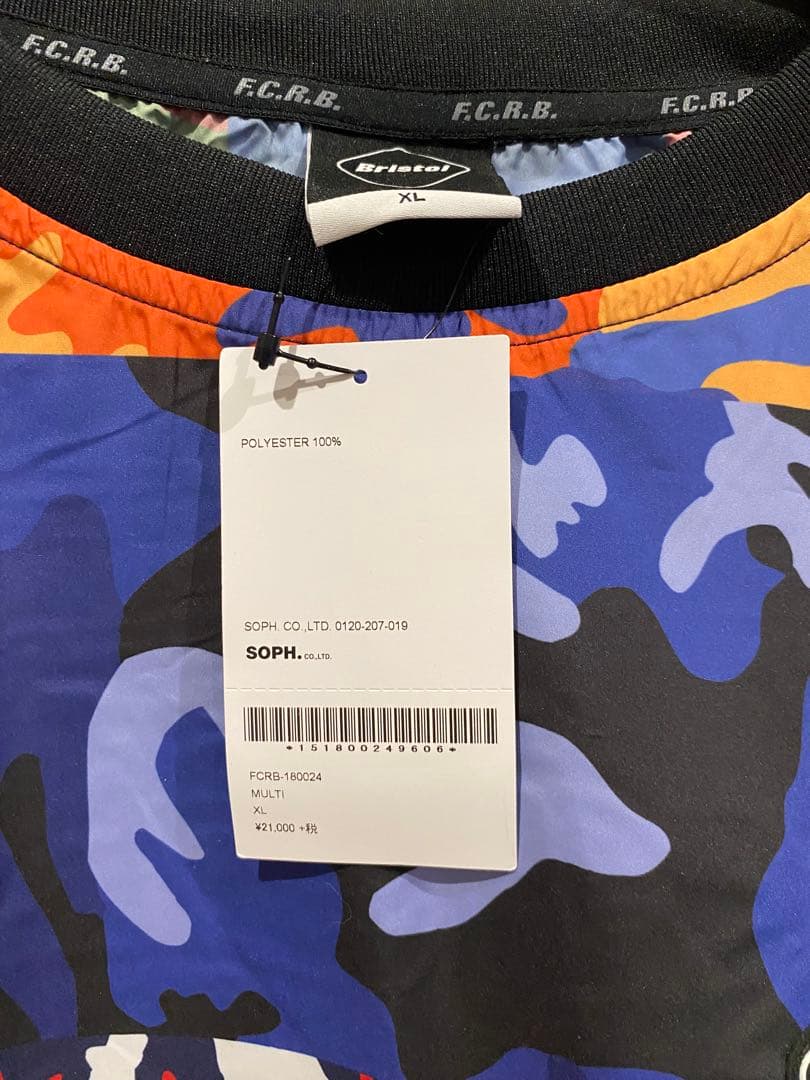 F.C.R.B.
F.C.R.B.
F.C.R.B.
F.C.R.B
Bristol
XL
POLYESTER 100%
SOPH. CO.,LTD. 0120-207-019
SOPH. CO.,LTD.
*151800249606*
FCRB-180024
MULTI
XL
¥21,000 +税